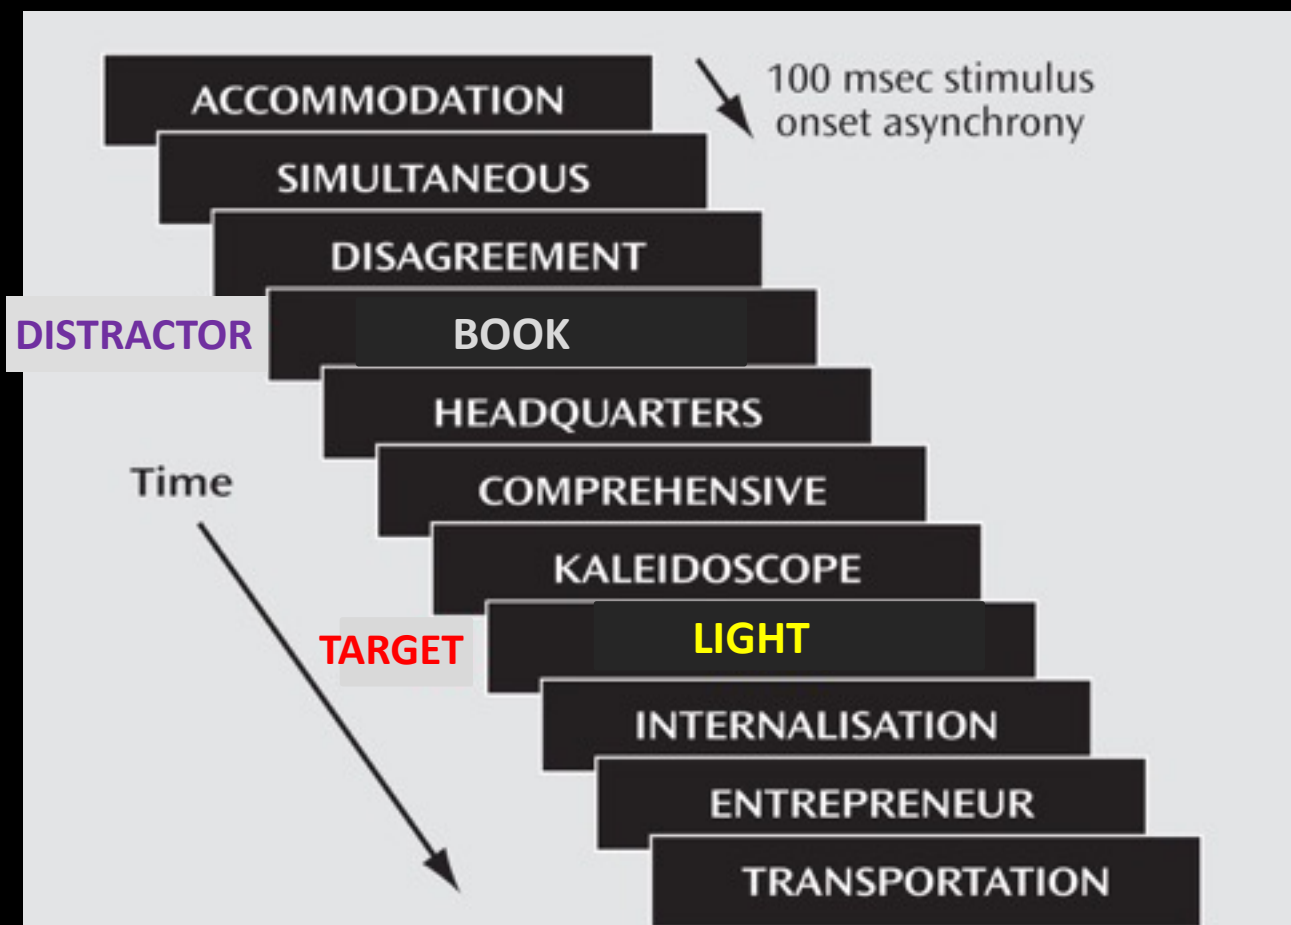 ACCOMMODATION
100 msec stimulus
onset asynchrony
SIMULTANEOUS
DISAGREEMENT
DISTRACTOR
BOOK
HEADQUARTERS
Time
COMPREHENSIVE
KALEIDOSCOPE
TARGET
LIGHT
INTERNALISATION
ENTREPRENEUR
TRANSPORTATION